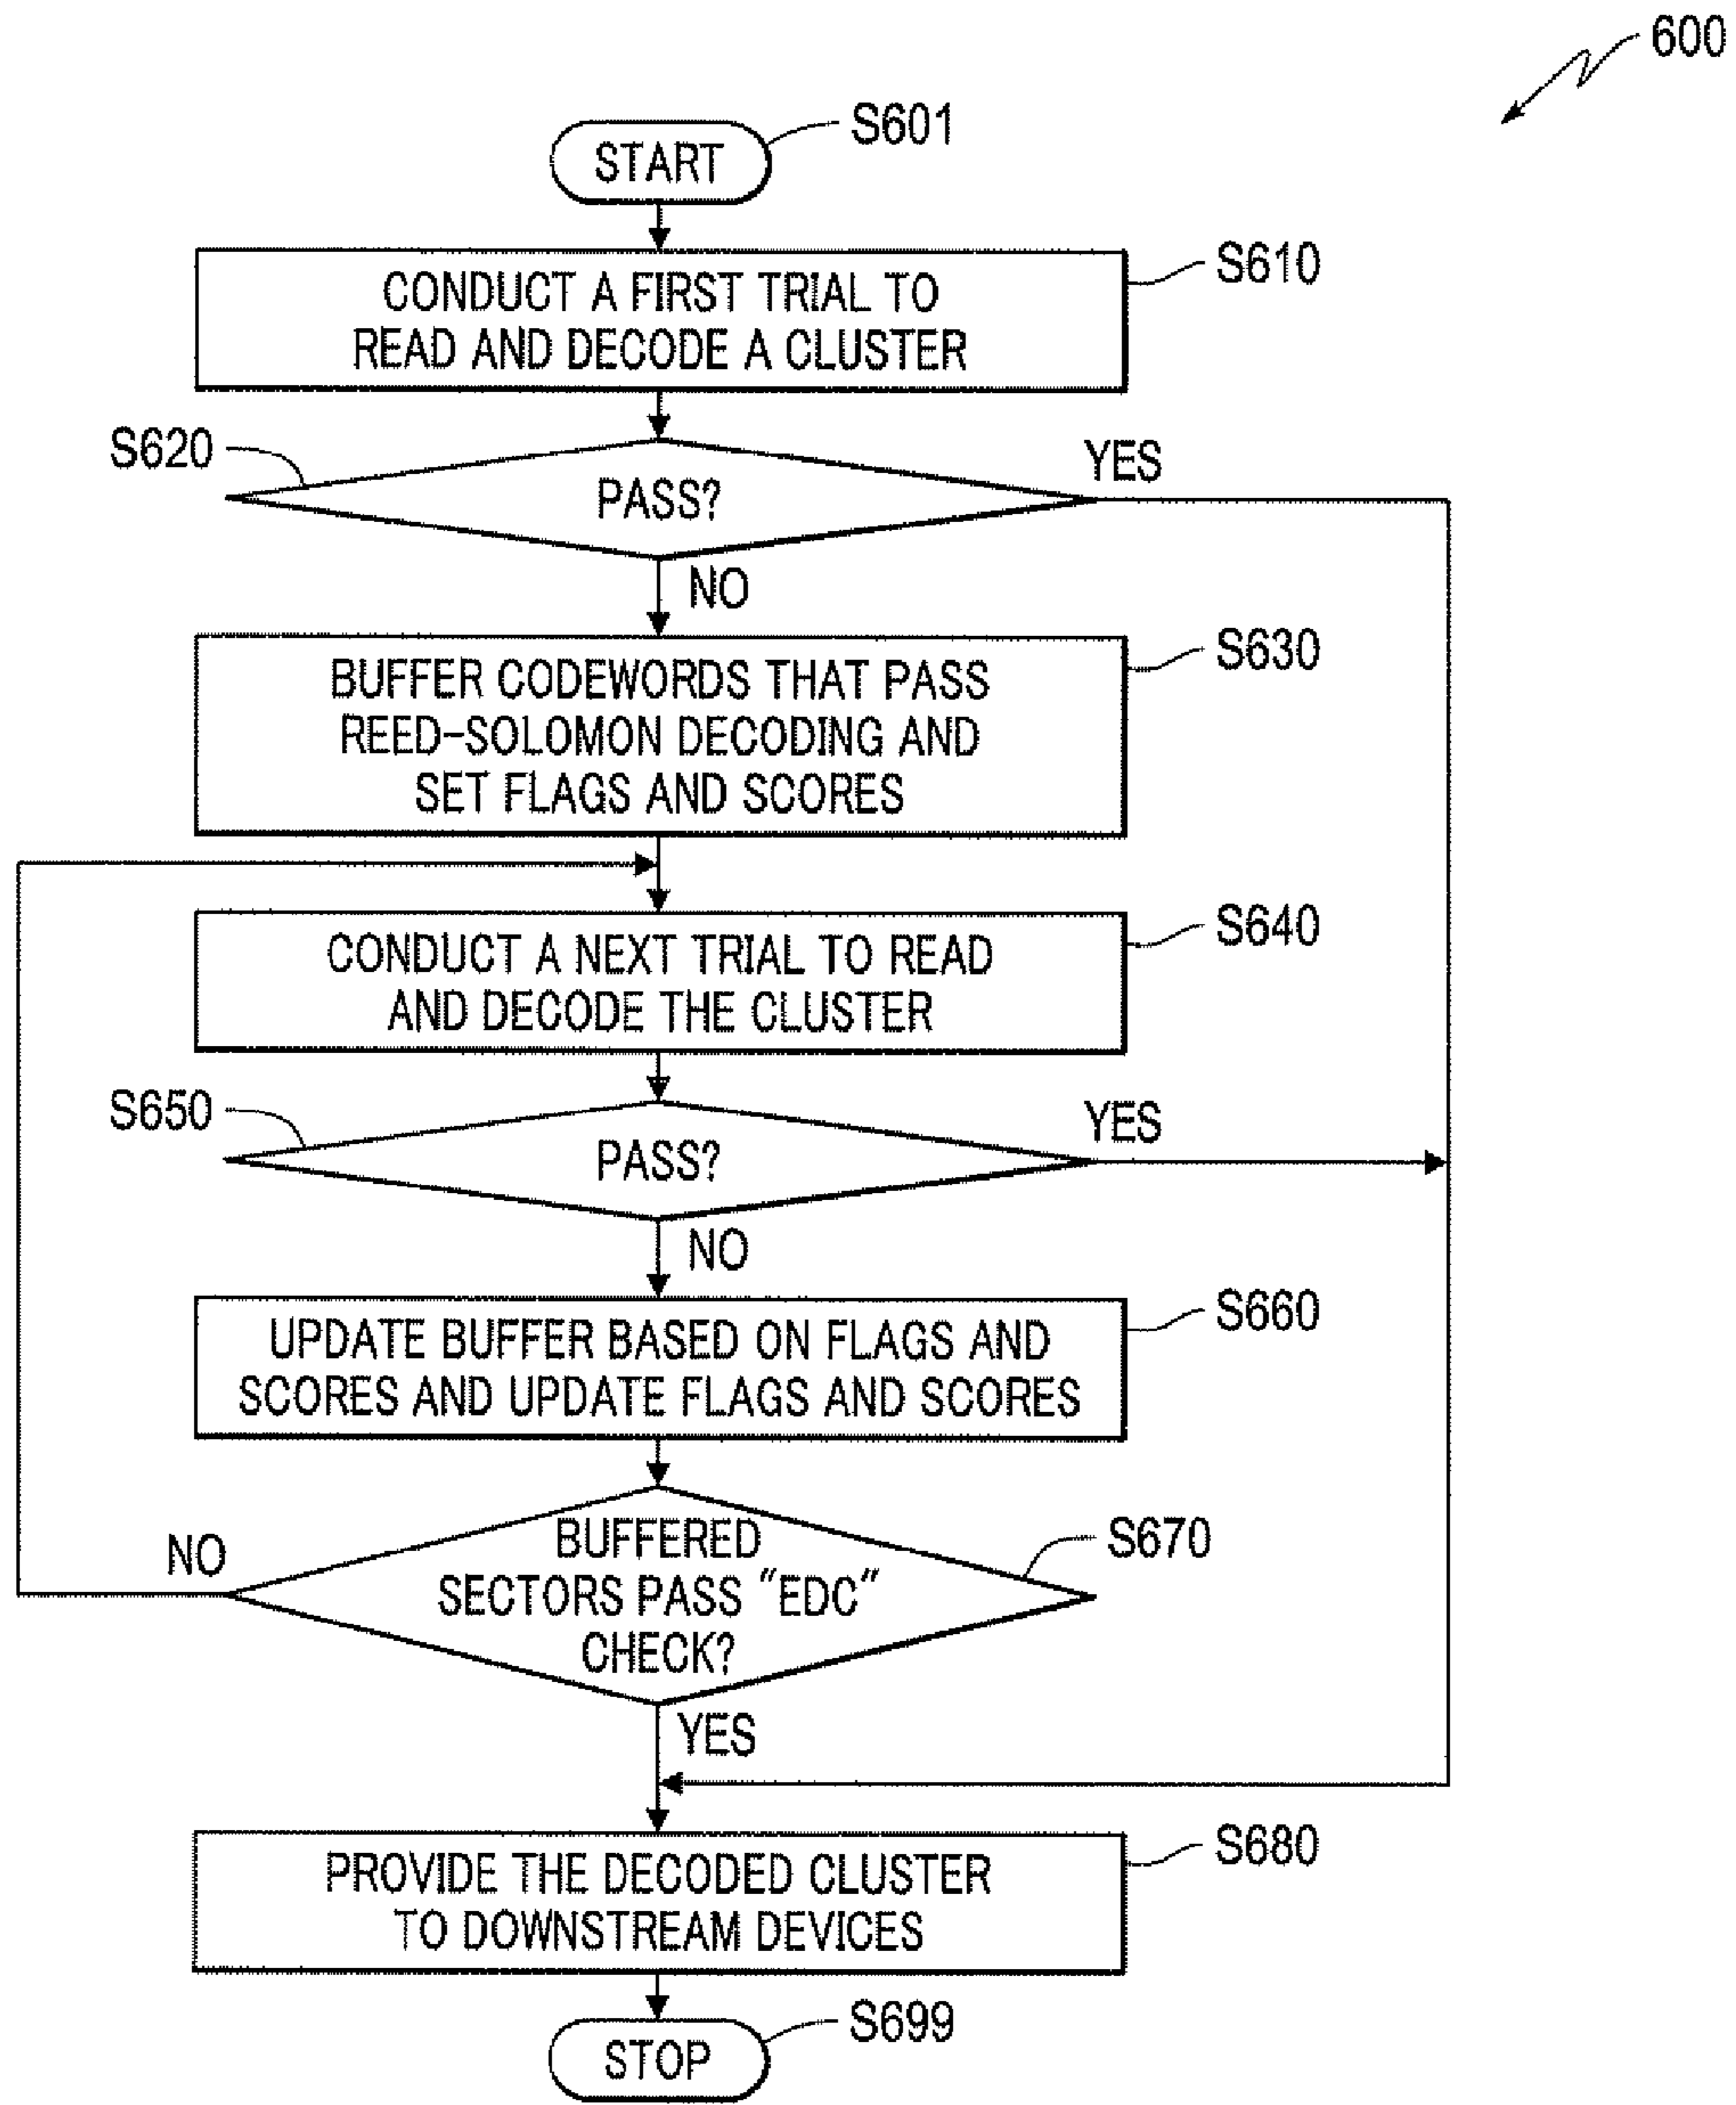 600
START
S601
CONDUCT A FIRST TRIAL TO
READ AND DECODE A CLUSTER
S610
S620
PASS?
YES
NO
BUFFER CODEWORDS THAT PASS
REED-SOLOMON DECODING AND
SET FLAGS AND SCORES
S630
CONDUCT A NEXT TRIAL TO READ
AND DECODE THE CLUSTER
S640
S650
PASS?
YES
NO
UPDATE BUFFER BASED ON FLAGS AND
SCORES AND UPDATE FLAGS AND SCORES
S660
NO
BUFFERED
SECTORS PASS "EDC"
CHECK?
S670
YES
PROVIDE THE DECODED CLUSTER
TO DOWNSTREAM DEVICES
S680
STOP
S699